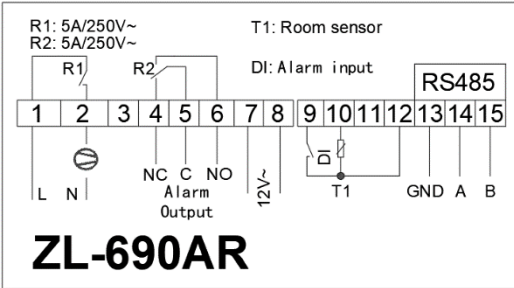 R1: 5A/250V~
R2: 5A/250V~
T1: Room sensor
DI: Alarm input
R1
R2
RS485
1 2 3 4 5 6 7 8 9 10 11 12 13 14 15
L N
NC C NO
Alarm
Output
12V~
DI
T1
GND A B
ZL-690AR